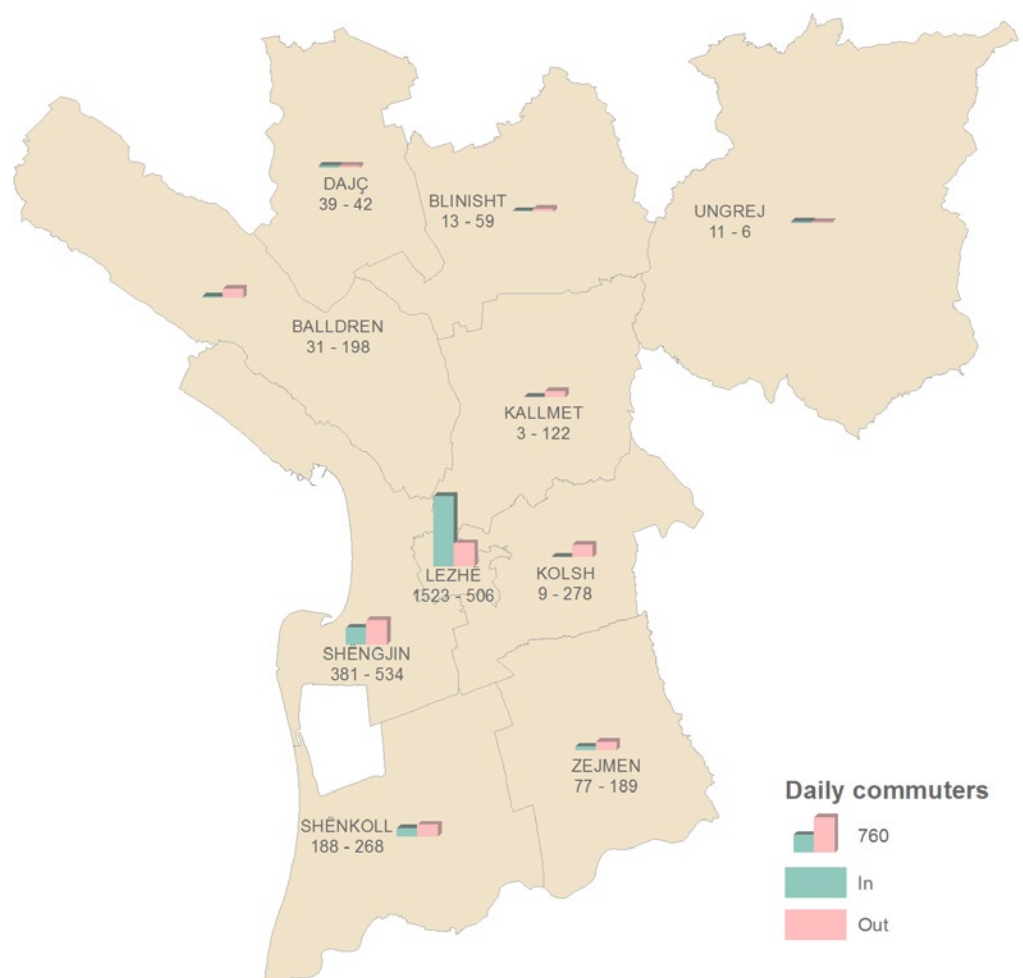 DAJÇ
39 - 42
BLINISHT
13 - 59
UNGREJ
11 - 6
BALLDREN
31 - 198
KALLMET
3 - 122
LEZHË
1523 - 506
KOLSH
9 - 278
SHËNGJIN
381 - 534
ZEJMEN
77 - 189
SHËNKOLL
188 - 268
Daily commuters
760
In
Out